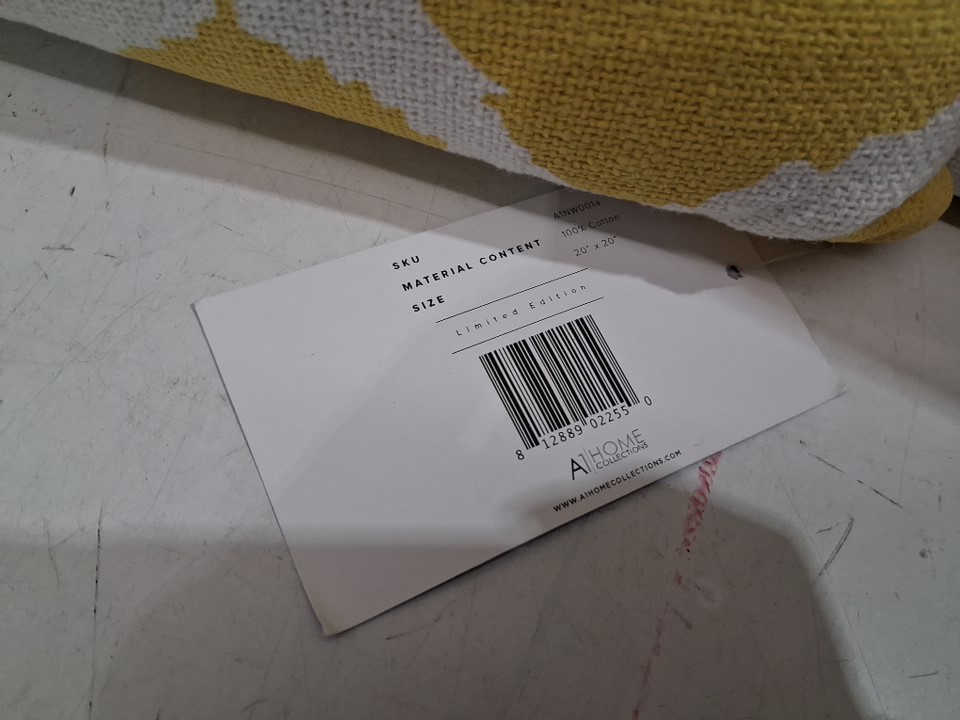 SKU A1NW001a
MATERIAL CONTENT 100% Cotton
SIZE 20" x 20"
Limited Edition
8 12889 02255 0
A1 HOME
COLLECTIONS
WWW.A1HOMECOLLECTIONS.COM